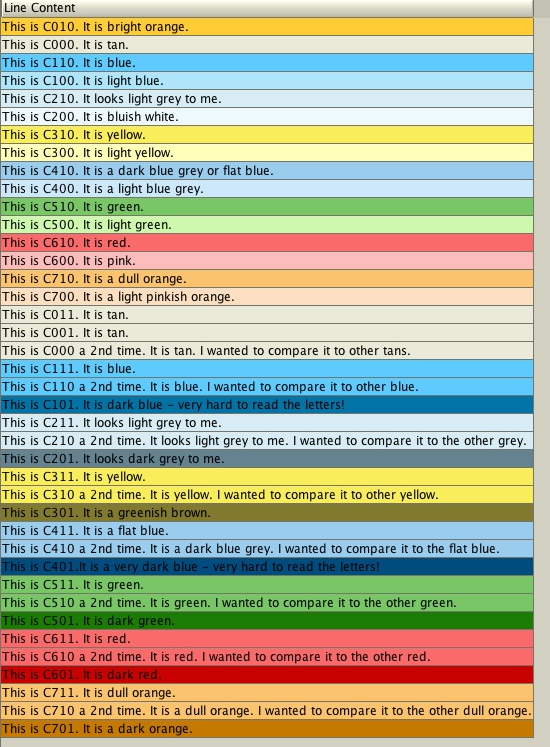 Line Content
This is C010. It is bright orange.
This is C000. It is tan.
This is C110. It is blue.
This is C100. It is light blue.
This is C210. It looks light grey to me.
This is C200. It is bluish white.
This is C310. It is yellow.
This is C300. It is light yellow.
This is C410. It is a dark blue grey or flat blue.
This is C400. It is a light blue grey.
This is C510. It is green.
This is C500. It is light green.
This is C610. It is red.
This is C600. It is pink.
This is C710. It is a dull orange.
This is C700. It is a light pinkish orange.
This is C011. It is tan.
This is C001. It is tan.
This is C000 a 2nd time. It is tan. I wanted to compare it to other tans.
This is C111. It is blue.
This is C110 a 2nd time. It is blue. I wanted to compare it to other blue.
This is C101. It is dark blue – very hard to read the letters!
This is C211. It looks light grey to me.
This is C210 a 2nd time. It looks light grey to me. I wanted to compare it to the other grey.
This is C201. It looks dark grey to me.
This is C311. It is yellow.
This is C310 a 2nd time. It is yellow. I wanted to compare it to other yellow.
This is C301. It is a greenish brown.
This is C411. It is a flat blue.
This is C410 a 2nd time. It is a dark blue grey. I wanted to compare it to the flat blue.
This is C401.It is a very dark blue – very hard to read the letters!
This is C511. It is green.
This is C510 a 2nd time. It is green. I wanted to compare it to the other green.
This is C501. It is dark green.
This is C611. It is red.
This is C610 a 2nd time. It is red. I wanted to compare it to the other red.
This is C601. It is dark red.
This is C711. It is dull orange.
This is C710 a 2nd time. It is a dull orange. I wanted to compare it to the other dull orange.
This is C701. It is a dark orange.